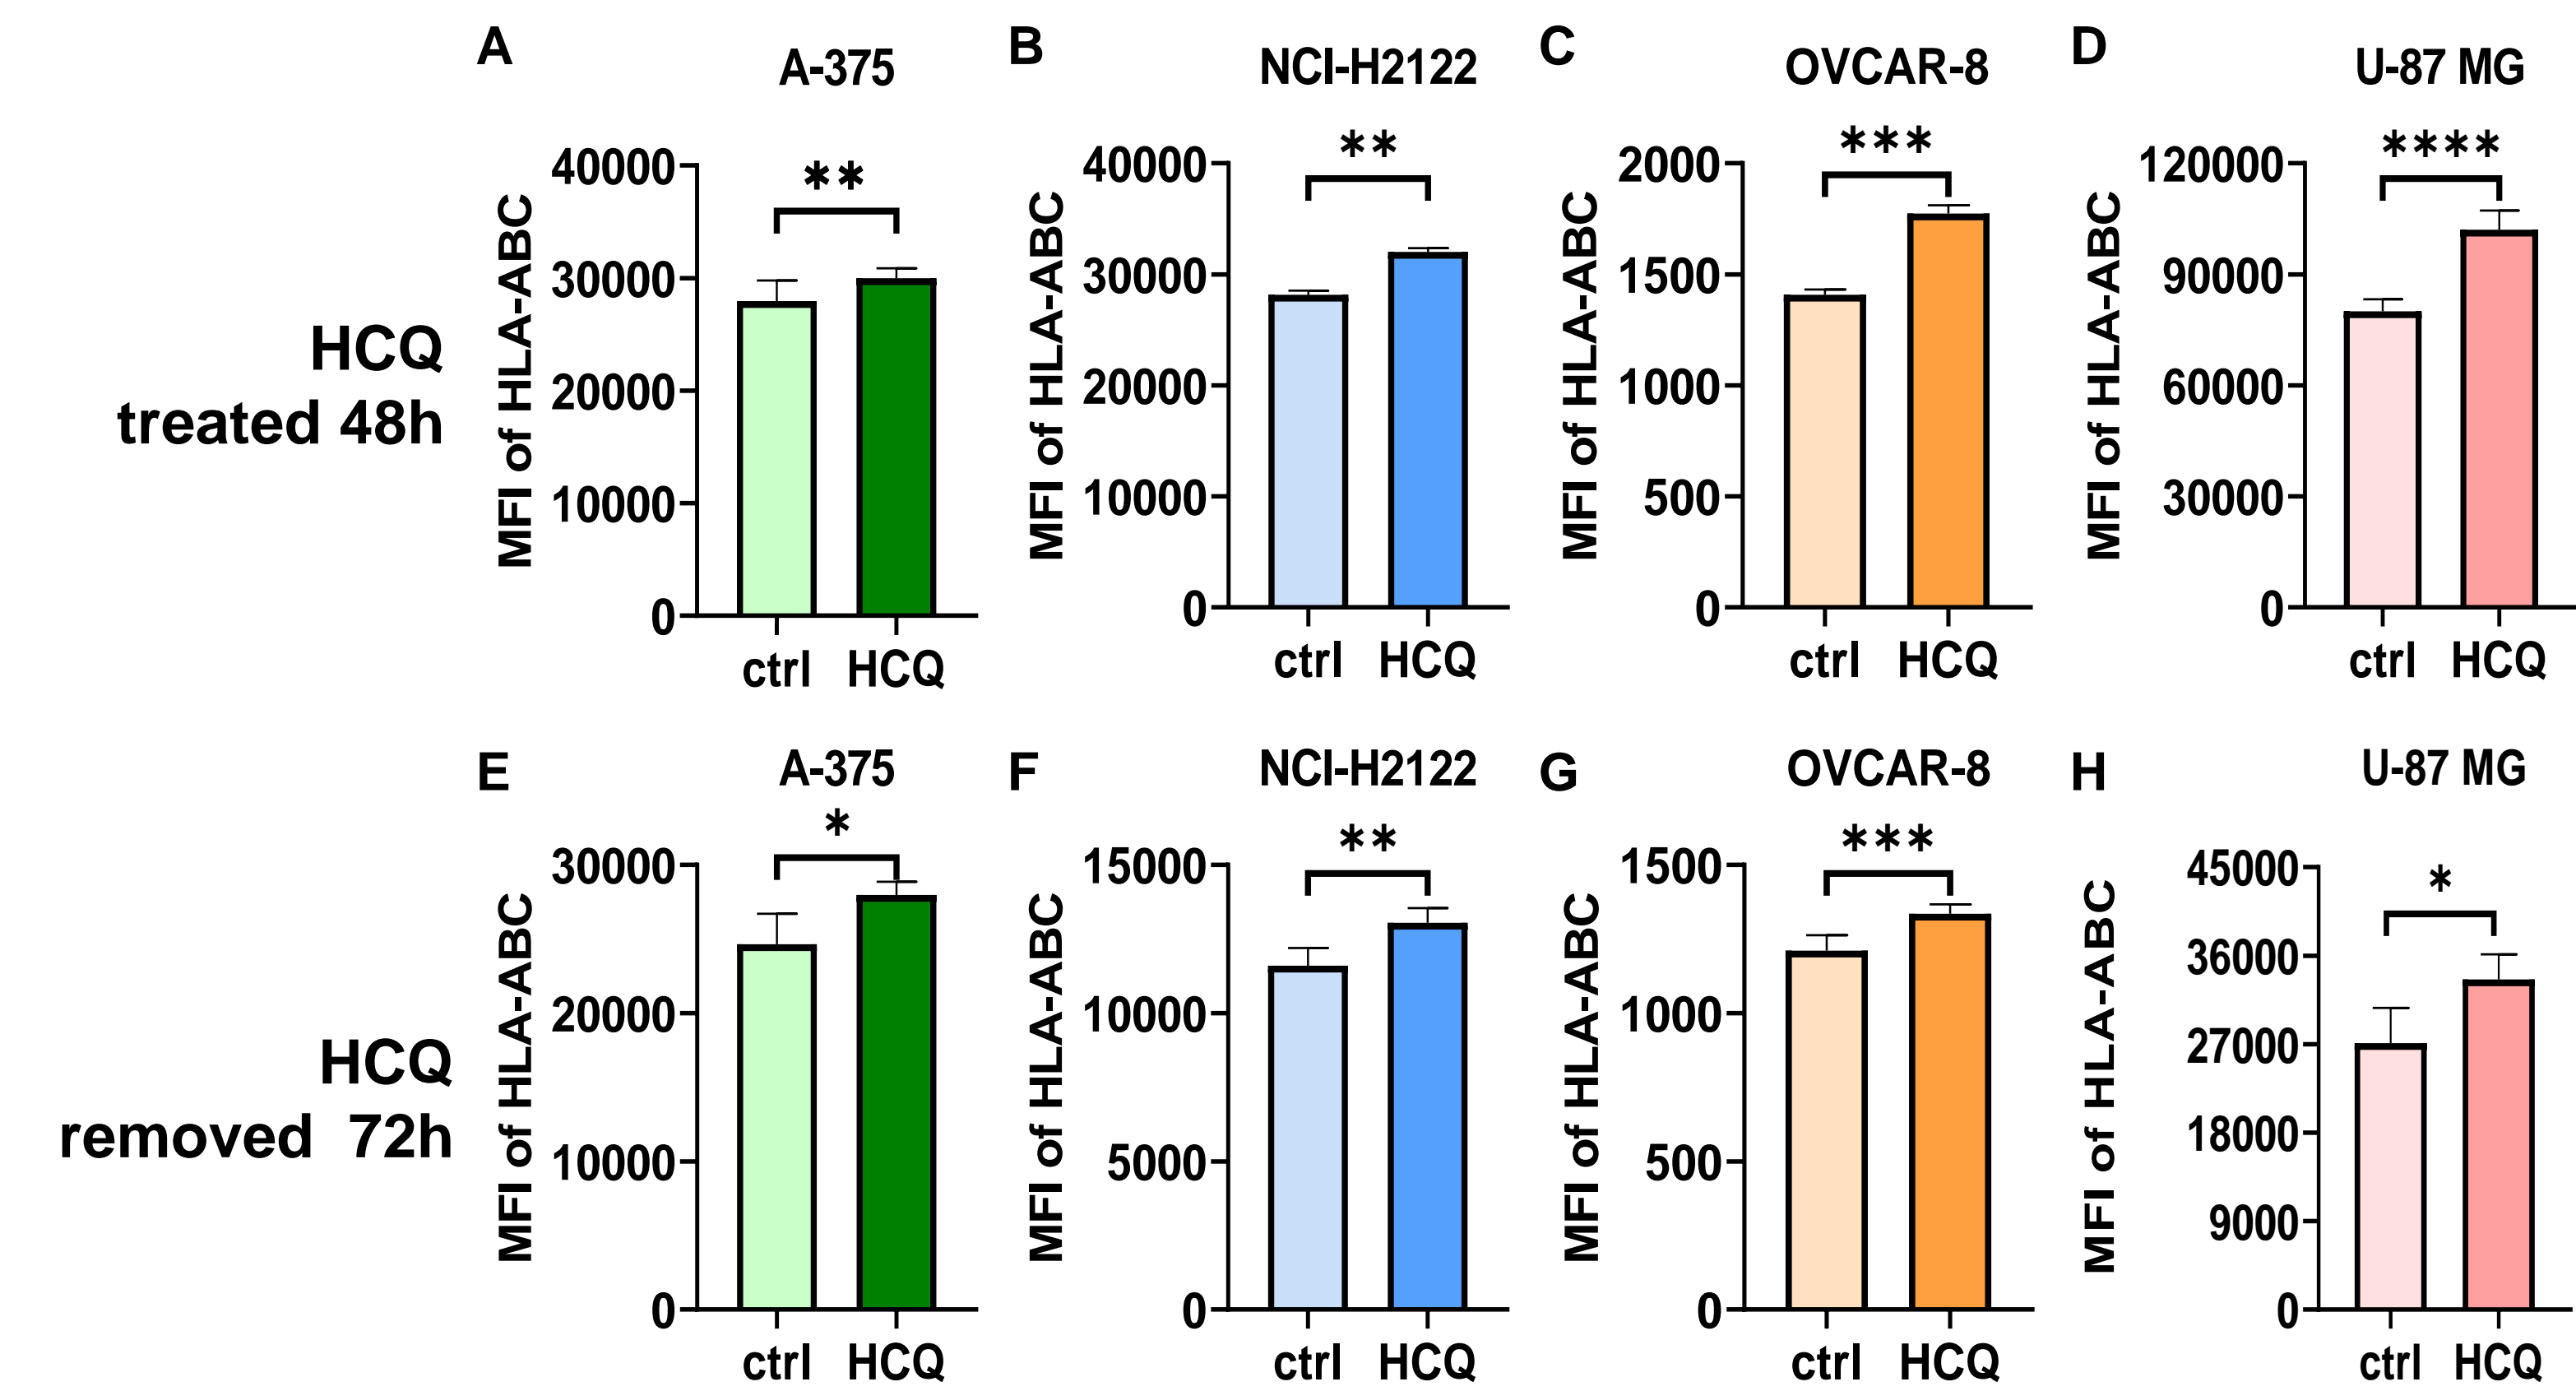 A
A-375
**
MFI of HLA-ABC
40000
30000
20000
10000
0
ctrl HCQ
B
NCI-H2122
**
MFI of HLA-ABC
40000
30000
20000
10000
0
ctrl HCQ
C
OVCAR-8
***
MFI of HLA-ABC
2000
1500
1000
500
0
ctrl HCQ
D
U-87 MG
****
MFI of HLA-ABC
120000
90000
60000
30000
0
ctrl HCQ
HCQ
treated 48h
E
A-375
*
MFI of HLA-ABC
30000
20000
10000
0
ctrl HCQ
F
NCI-H2122
**
MFI of HLA-ABC
15000
10000
5000
0
ctrl HCQ
G
OVCAR-8
***
MFI of HLA-ABC
1500
1000
500
0
ctrl HCQ
H
U-87 MG
*
MFI of HLA-ABC
45000
36000
27000
18000
9000
0
ctrl HCQ
HCQ
removed 72h